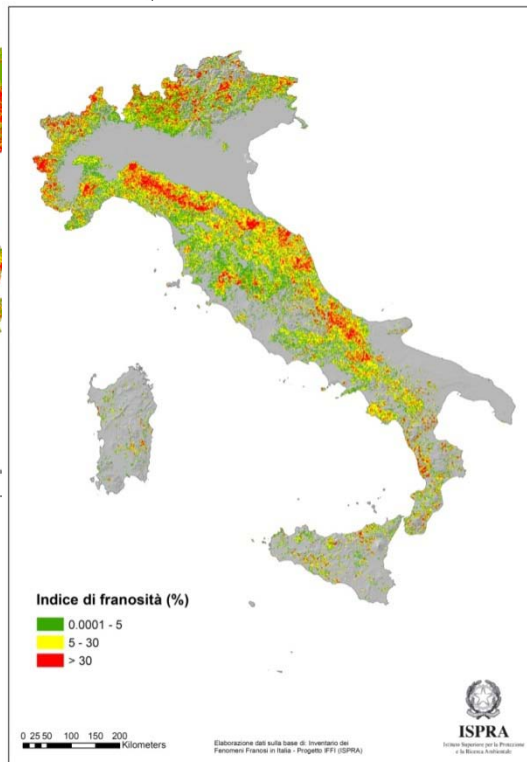 Indice di franosità (%)
0.0001 - 5
5 - 30
> 30
0 25 50 100 150 200
Kilometers
Elaborazione dati sulla base di: Inventario dei
Fenomeni Franosi in Italia - Progetto IFFI (ISPRA)
ISPRA
Istituto Superiore per la Protezione
e la Ricerca Ambientale